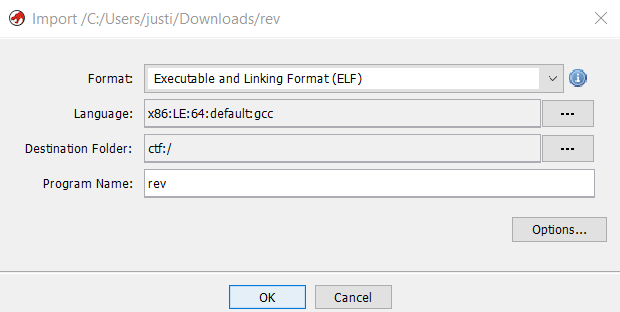 Import /C:/Users/justi/Downloads/rev
Format: Executable and Linking Format (ELF)
Language: x86:LE:64:default:gcc
Destination Folder: ctf:/
Program Name: rev
Options...
OK Cancel